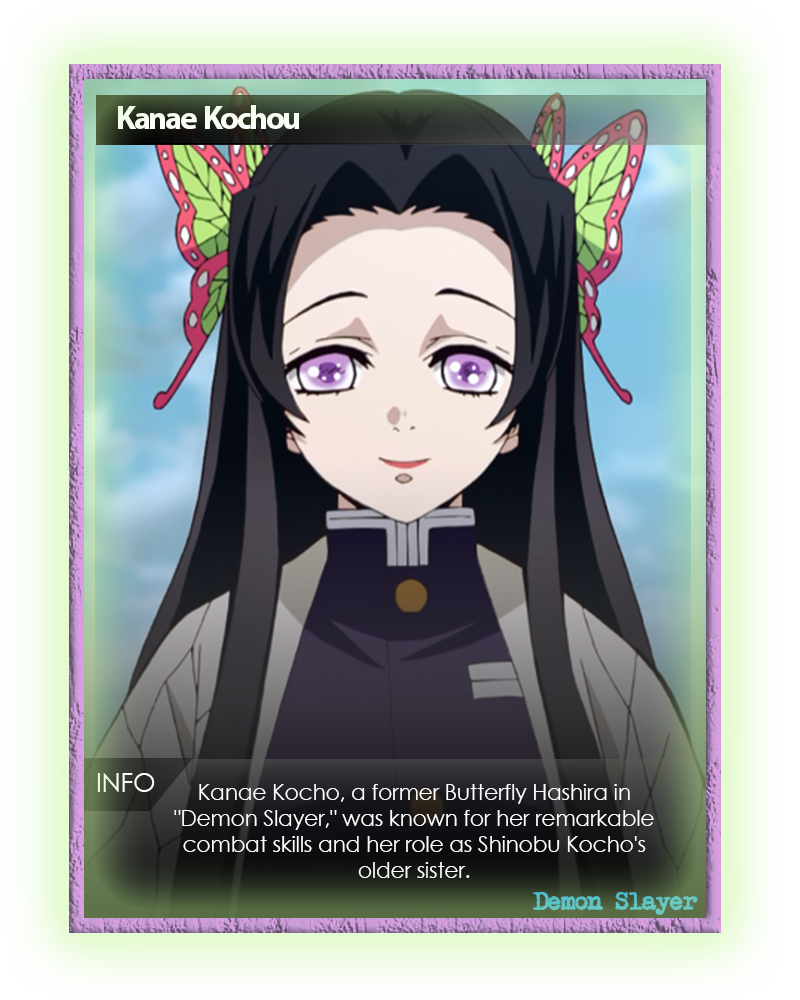 Kanae Kochou
INFO
Kanae Kocho, a former Butterfly Hashira in
"Demon Slayer," was known for her remarkable
combat skills and her role as Shinobu Kocho's
older sister.
Demon Slayer